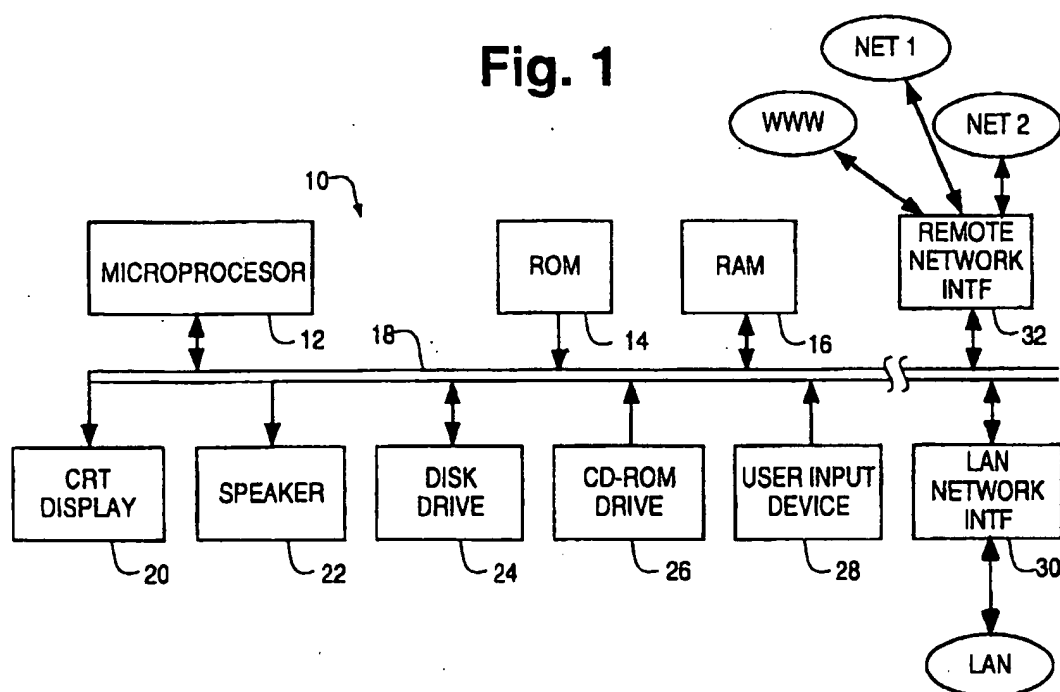 Fig. 1
NET 1
WWW
NET 2
10
MICROPROCESOR
ROM
RAM
REMOTE
NETWORK
INTF
12
18
14
16
32
CRT
DISPLAY
SPEAKER
DISK
DRIVE
CD-ROM
DRIVE
USER INPUT
DEVICE
LAN
NETWORK
INTF
20
22
24
26
28
30
LAN